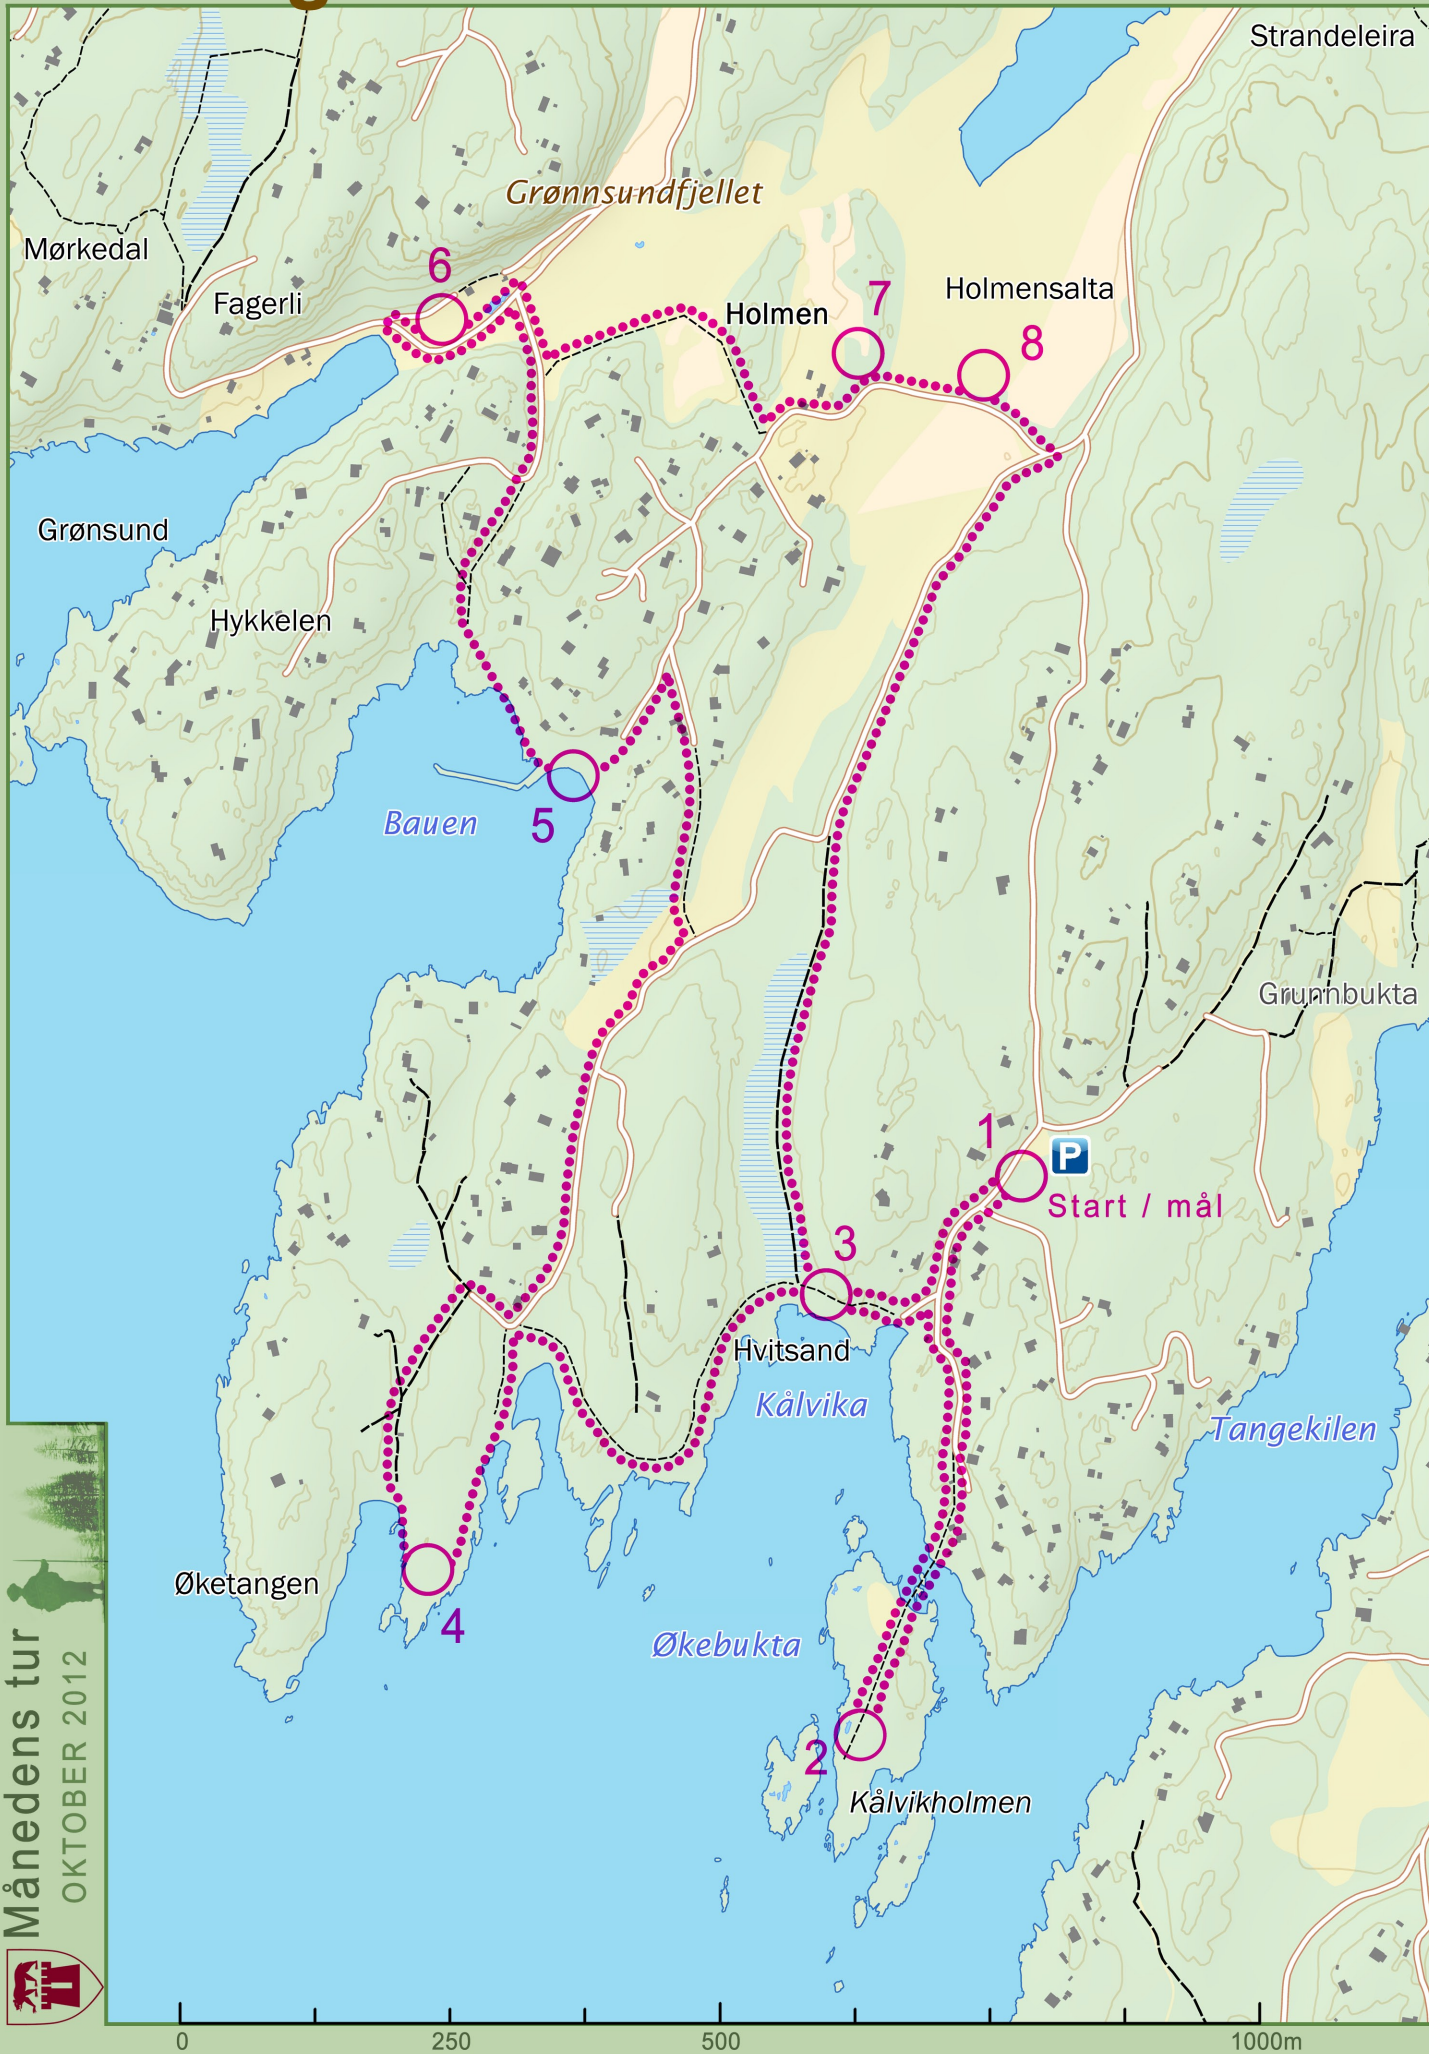 Strandeleira
Grønnsundfjellet
Mørkedal
6
Fagerli
Holmen
7
Holmensalta
8
Grønsund
Hykkelen
Bauen
5
Grunnbukta
1
P
Start / mål
3
Hvitsand
Kålvika
Tangekilen
Øketangen
4
Økebukta
2
Kålvikholmen
Månedens tur
OKTOBER 2012
0
250
500
1000m